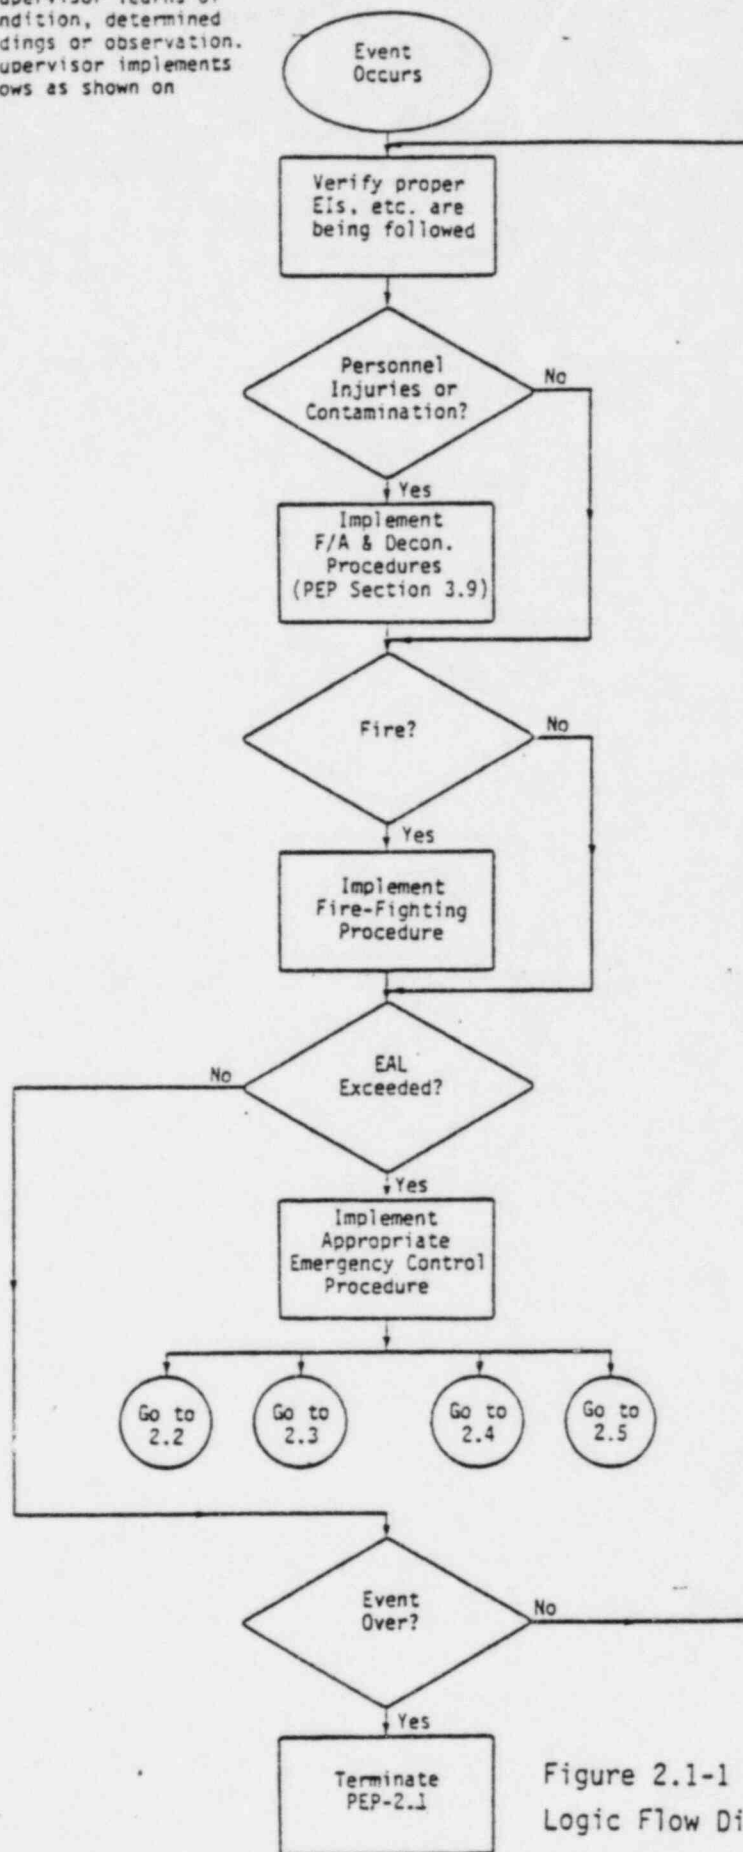 upervisor learns of
ndition, determined
dings or observation.
upervisor implements
ows as shown on
Event
Occurs
Verify proper
EIs, etc. are
being followed
Personnel
Injuries or
Contamination?
No
Yes
Implement
F/A & Decon.
Procedures
(PEP Section 3.9)
Fire?
No
Yes
Implement
Fire-Fighting
Procedure
EAL
Exceeded?
No
Yes
Implement
Appropriate
Emergency Control
Procedure
Go to
2.2
Go to
2.3
Go to
2.4
Go to
2.5
Event
Over?
No
Yes
Terminate
PEP-2.1
Figure 2.1-1
Logic Flow Di